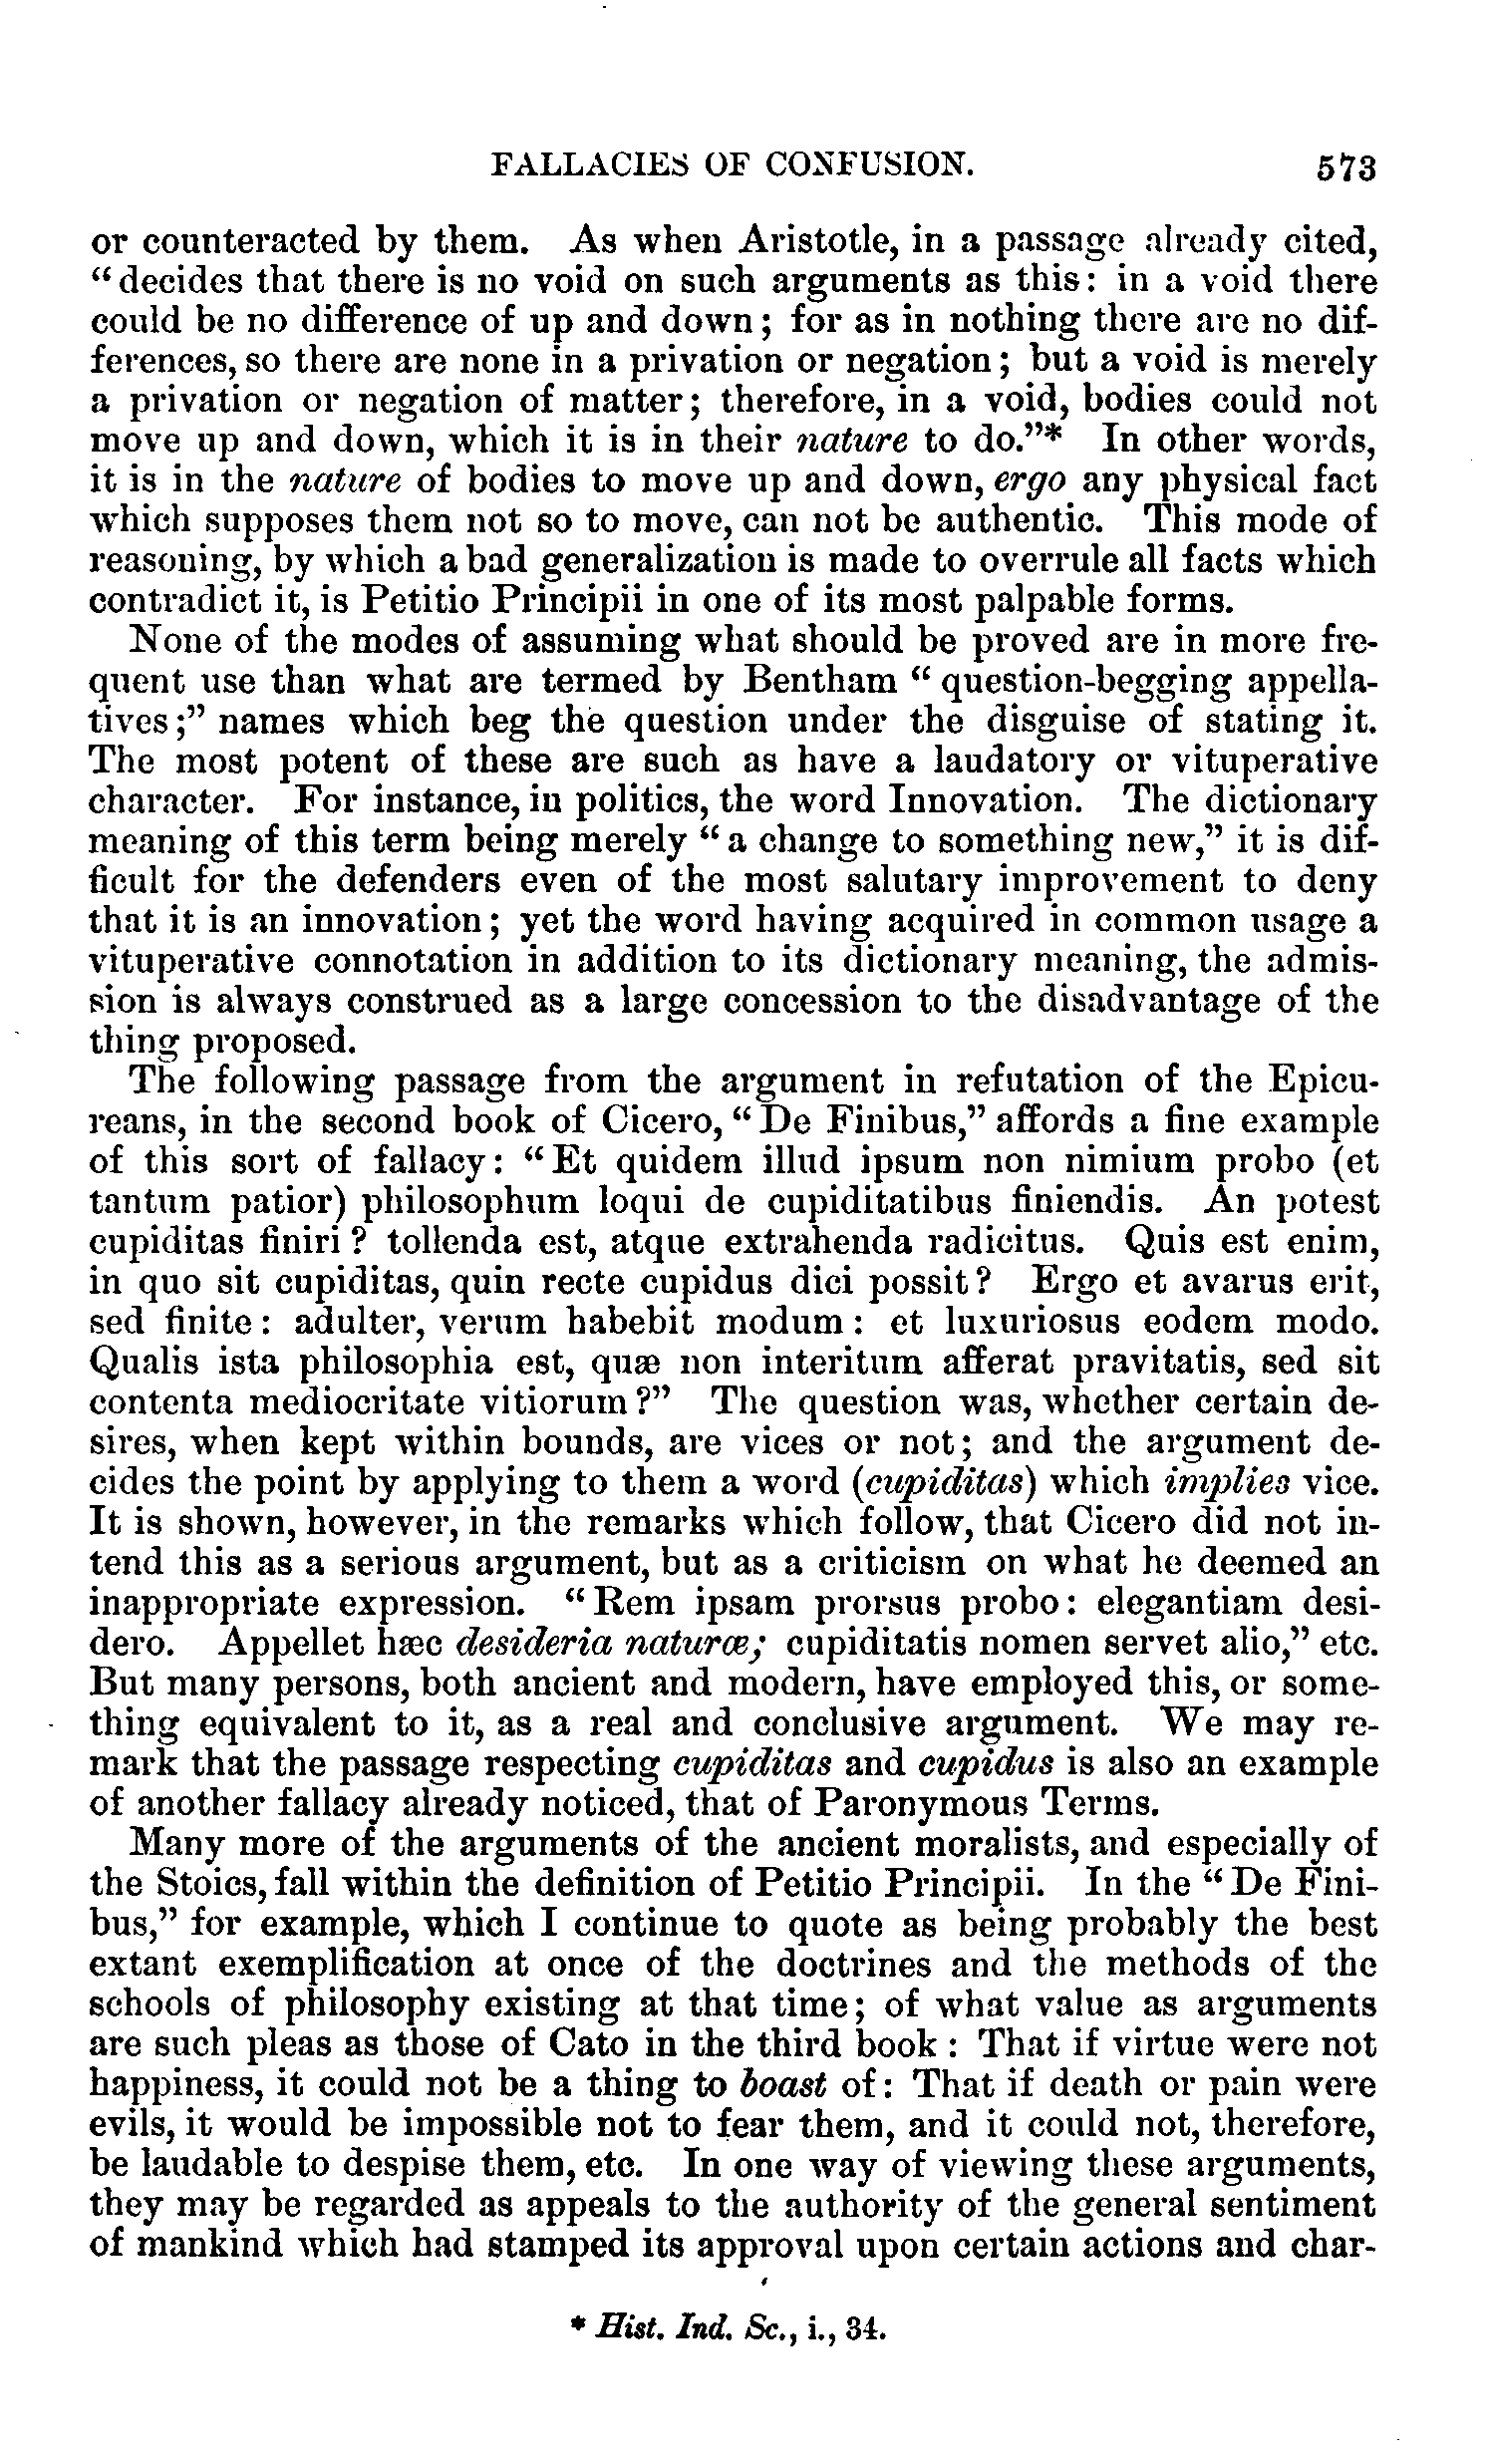 FALLACIES OF CONFUSION. 573
or counteracted by them. As when Aristotle, in a passage already cited,
“decides that there is no void on such arguments as this: in a void there
could be no difference of up and down; for as in nothing there are no dif-
ferences, so there are none in a privation or negation; but a void is merely
a privation or negation of matter; therefore, in a void, bodies could not
move up and down, which it is in their nature to do.”* In other words,
it is in the nature of bodies to move up and down, ergo any physical fact
which supposes them not so to move, can not be authentic. This mode of
reasoning, by which a bad generalization is made to overrule all facts which
contradict it, is Petitio Principii in one of its most palpable forms.
None of the modes of assuming what should be proved are in more fre-
quent use than what are termed by Bentham “question-begging appella-
tives;” names which beg the question under the disguise of stating it.
The most potent of these are such as have a laudatory or vituperative
character. For instance, in politics, the word Innovation. The dictionary
meaning of this term being merely “a change to something new,” it is dif-
ficult for the defenders even of the most salutary improvement to deny
that it is an innovation; yet the word having acquired in common usage a
vituperative connotation in addition to its dictionary meaning, the admis-
sion is always construed as a large concession to the disadvantage of the
thing proposed.
The following passage from the argument in refutation of the Epicu-
reans, in the second book of Cicero, “De Finibus,” affords a fine example
of this sort of fallacy: “Et quidem illud ipsum non nimium probo (et
tantum patior) philosophum loqui de cupiditatibus finiendis. An potest
cupiditas finiri? tollenda est, atque extrahenda radicitus. Quis est enim,
in quo sit cupiditas, quin recte cupidus dici possit? Ergo et avarus erit,
sed finite: adulter, verum habebit modum: et luxuriosus eodem modo.
Qualis ista philosophia est, quæ non interitum afferat pravitatis, sed sit
contenta mediocritate vitiorum?” The question was, whether certain de-
sires, when kept within bounds, are vices or not; and the argument de-
cides the point by applying to them a word (cupiditas) which implies vice.
It is shown, however, in the remarks which follow, that Cicero did not in-
tend this as a serious argument, but as a criticism on what he deemed an
inappropriate expression. “Rem ipsam prorsus probo: elegantiam desi-
dero. Appellet hæc desideria naturæ; cupiditatis nomen servet alio,” etc.
But many persons, both ancient and modern, have employed this, or some-
thing equivalent to it, as a real and conclusive argument. We may re-
mark that the passage respecting cupiditas and cupidus is also an example
of another fallacy already noticed, that of Paronymous Terms.
Many more of the arguments of the ancient moralists, and especially of
the Stoics, fall within the definition of Petitio Principii. In the “De Fini-
bus,” for example, which I continue to quote as being probably the best
extant exemplification at once of the doctrines and the methods of the
schools of philosophy existing at that time; of what value as arguments
are such pleas as those of Cato in the third book: That if virtue were not
happiness, it could not be a thing to boast of: That if death or pain were
evils, it would be impossible not to fear them, and it could not, therefore,
be laudable to despise them, etc. In one way of viewing these arguments,
they may be regarded as appeals to the authority of the general sentiment
of mankind which had stamped its approval upon certain actions and char-
* Hist. Ind. Sc., i., 34.